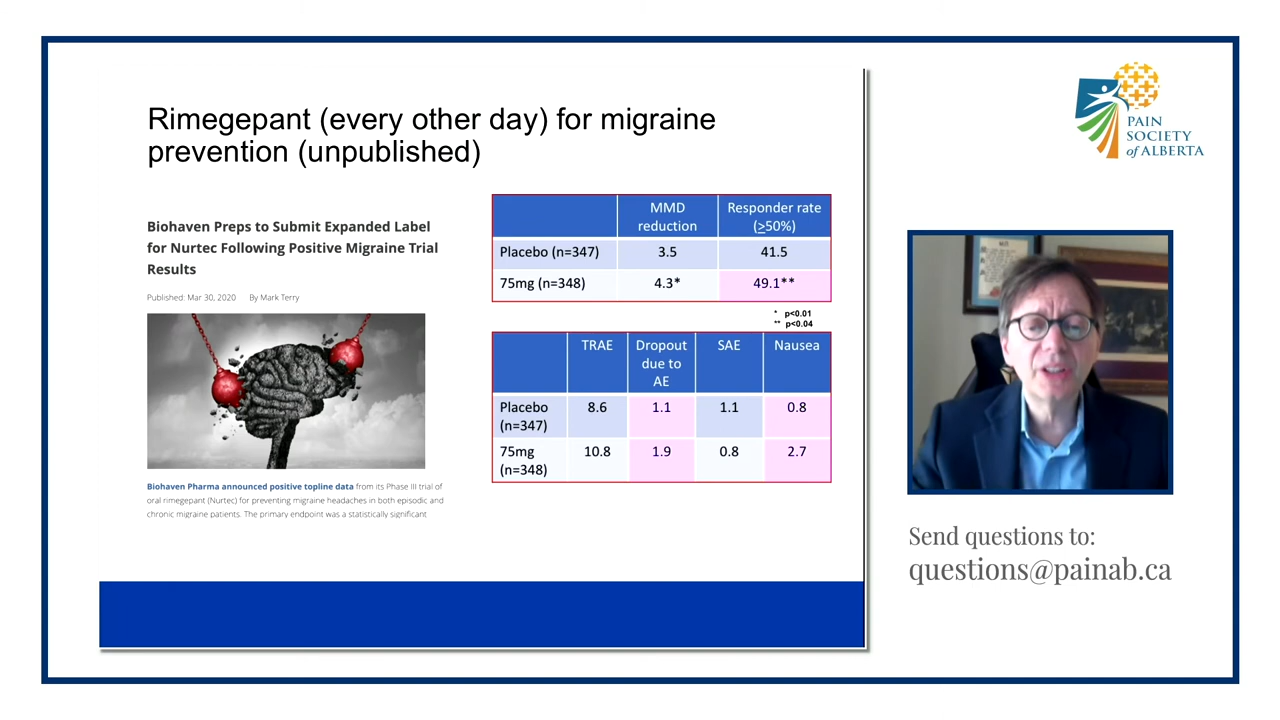 Rimegepant (every other day) for migraine
prevention (unpublished)
Biohaven Preps to Submit Expanded Label
for Nurtec Following Positive Migraine Trial
Results
Published: Mar 30, 2020 By Mark Terry
Biohaven Pharma announced positive topline data from its Phase III trial of
oral rimegepant (Nurtec) for preventing migraine headaches in both episodic and
chronic migraine patients. The primary endpoint was a statistically significant
MMD reduction Responder rate (≥50%)
Placebo (n=347) 3.5 41.5
75mg (n=348) 4.3* 49.1**
* p<0.01
** p<0.04
TRAE Dropout due to AE SAE Nausea
Placebo (n=347) 8.6 1.1 1.1 0.8
75mg (n=348) 10.8 1.9 0.8 2.7
PAIN
SOCIETY
of ALBERTA
Send questions to:
questions@painab.ca